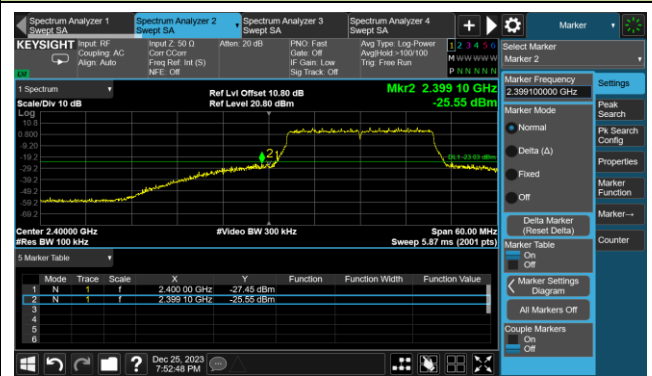 Spectrum Analyzer 1
Swept SA
Spectrum Analyzer 2
Swept SA
Spectrum Analyzer 3
Swept SA
Spectrum Analyzer 4
Swept SA
Marker
KEYSIGHT
Input: RF
Coupling: AC
Align: Auto
Input Z: 50 Ω
Corr CCorr
Freq Ref: Int (S)
NFE: Off
Atten: 20 dB
PNO: Fast
Gate: Off
IF Gain: Low
Sig Track: Off
Avg Type: Log-Power
Avg|Hold:>100/100
Trig: Free Run
1 2 3 4 5 6
M W W W W W
P N N N N N
LXI
Select Marker
Marker 2
1 Spectrum
Scale/Div 10 dB
Ref Lvl Offset 10.80 dB
Ref Level 20.80 dBm
Mkr2 2.399 10 GHz
-25.55 dBm
Log
10.8
0.800
-9.20
-19.2
-29.2
-39.2
-49.2
-59.2
-69.2
2
1
DL1 -23.03 dBm
Center 2.40000 GHz
#Res BW 100 kHz
#Video BW 300 kHz
Span 60.00 MHz
Sweep 5.87 ms (2001 pts)
5 Marker Table
Mode Trace Scale X Y Function Function Width Function Value
1 N 1 f 2.400 00 GHz -27.45 dBm
2 N 1 f 2.399 10 GHz -25.55 dBm
3
4
5
6
Marker Frequency
2.399100000 GHz
Marker Mode
Normal
Delta (Δ)
Fixed
Off
Delta Marker
(Reset Delta)
Marker Table
On
Off
Marker Settings
Diagram
All Markers Off
Couple Markers
On
Off
Settings
Peak
Search
Pk Search
Config
Properties
Marker
Function
Marker→
Counter
?
Dec 25, 2023
7:52:48 PM